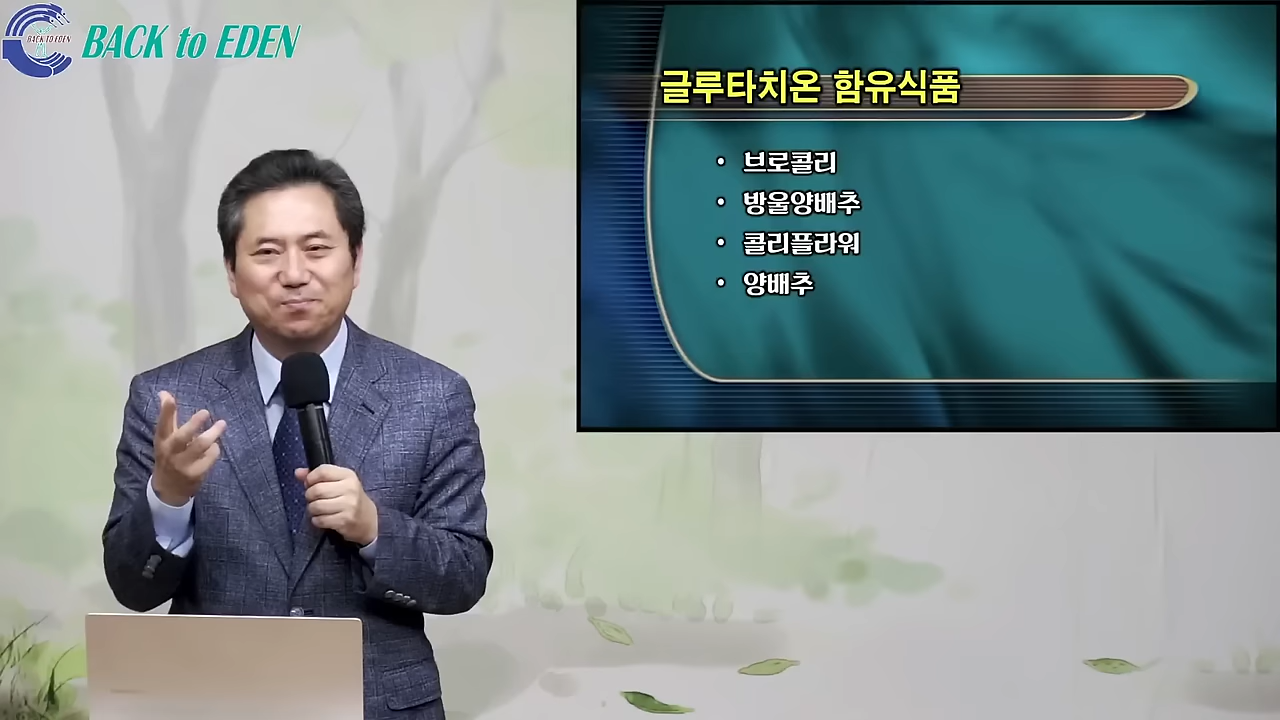 BACK TO EDEN
BACK to EDEN
글루타치온 함유식품
• 브로콜리
• 방울양배추
• 콜리플라워
• 양배추